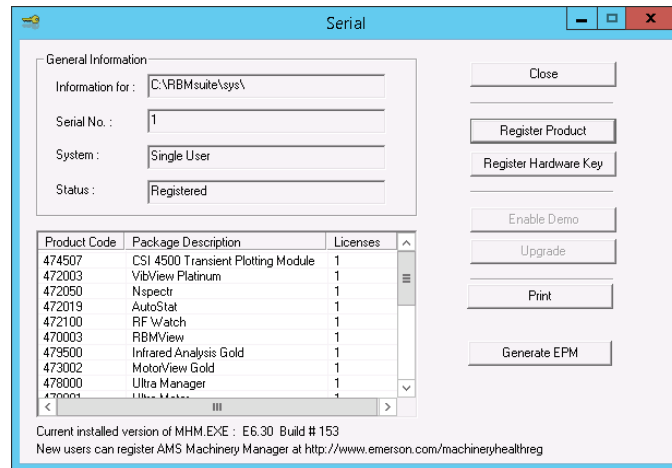 Serial
General Information
Information for : C:\RBMsuite\sys\
Serial No. : 1
System : Single User
Status : Registered
Close
Register Product
Register Hardware Key
Enable Demo
Upgrade
Print
Generate EPM
Product Code Package Description Licenses
474507 CSI 4500 Transient Plotting Module 1
472003 VibView Platinum 1
472050 Nspectr 1
472019 AutoStat 1
472100 RF Watch 1
470003 RBMView 1
479500 Infrared Analysis Gold 1
473002 MotorView Gold 1
478000 Ultra Manager 1
Current installed version of MHM.EXE : E6.30 Build # 153
New users can register AMS Machinery Manager at http://www.emerson.com/machineryhealthreg